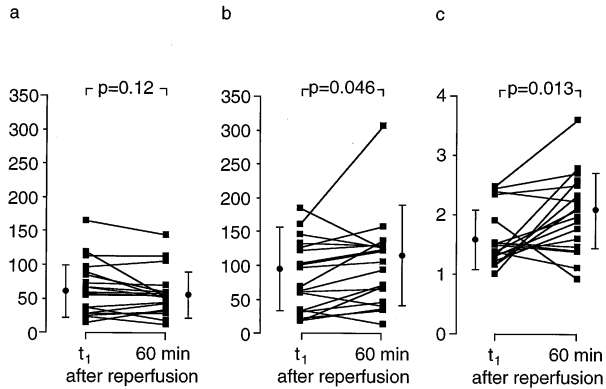 a b c
p=0.12 p=0.046 p=0.013
350 350 4
300 300
250 250 3
200 200
150 150 2
100 100 1
50 50
0 0 0
t1 60 min t1 60 min t1 60 min
after reperfusion after reperfusion after reperfusion